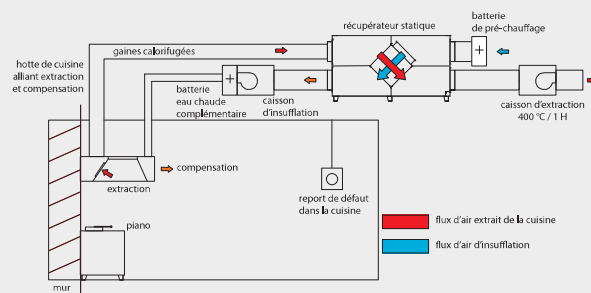 récupérateur statique
batterie
de pré-chauffage
hotte de cuisine
alliant extraction
et compensation
gaines calorifugées
batterie
eau chaude
complémentaire
caisson
d'insufflation
caisson d'extraction
400 °C / 1 H
compensation
extraction
report de défaut
dans la cuisine
piano
flux d'air extrait de la cuisine
flux d'air d'insufflation
mur